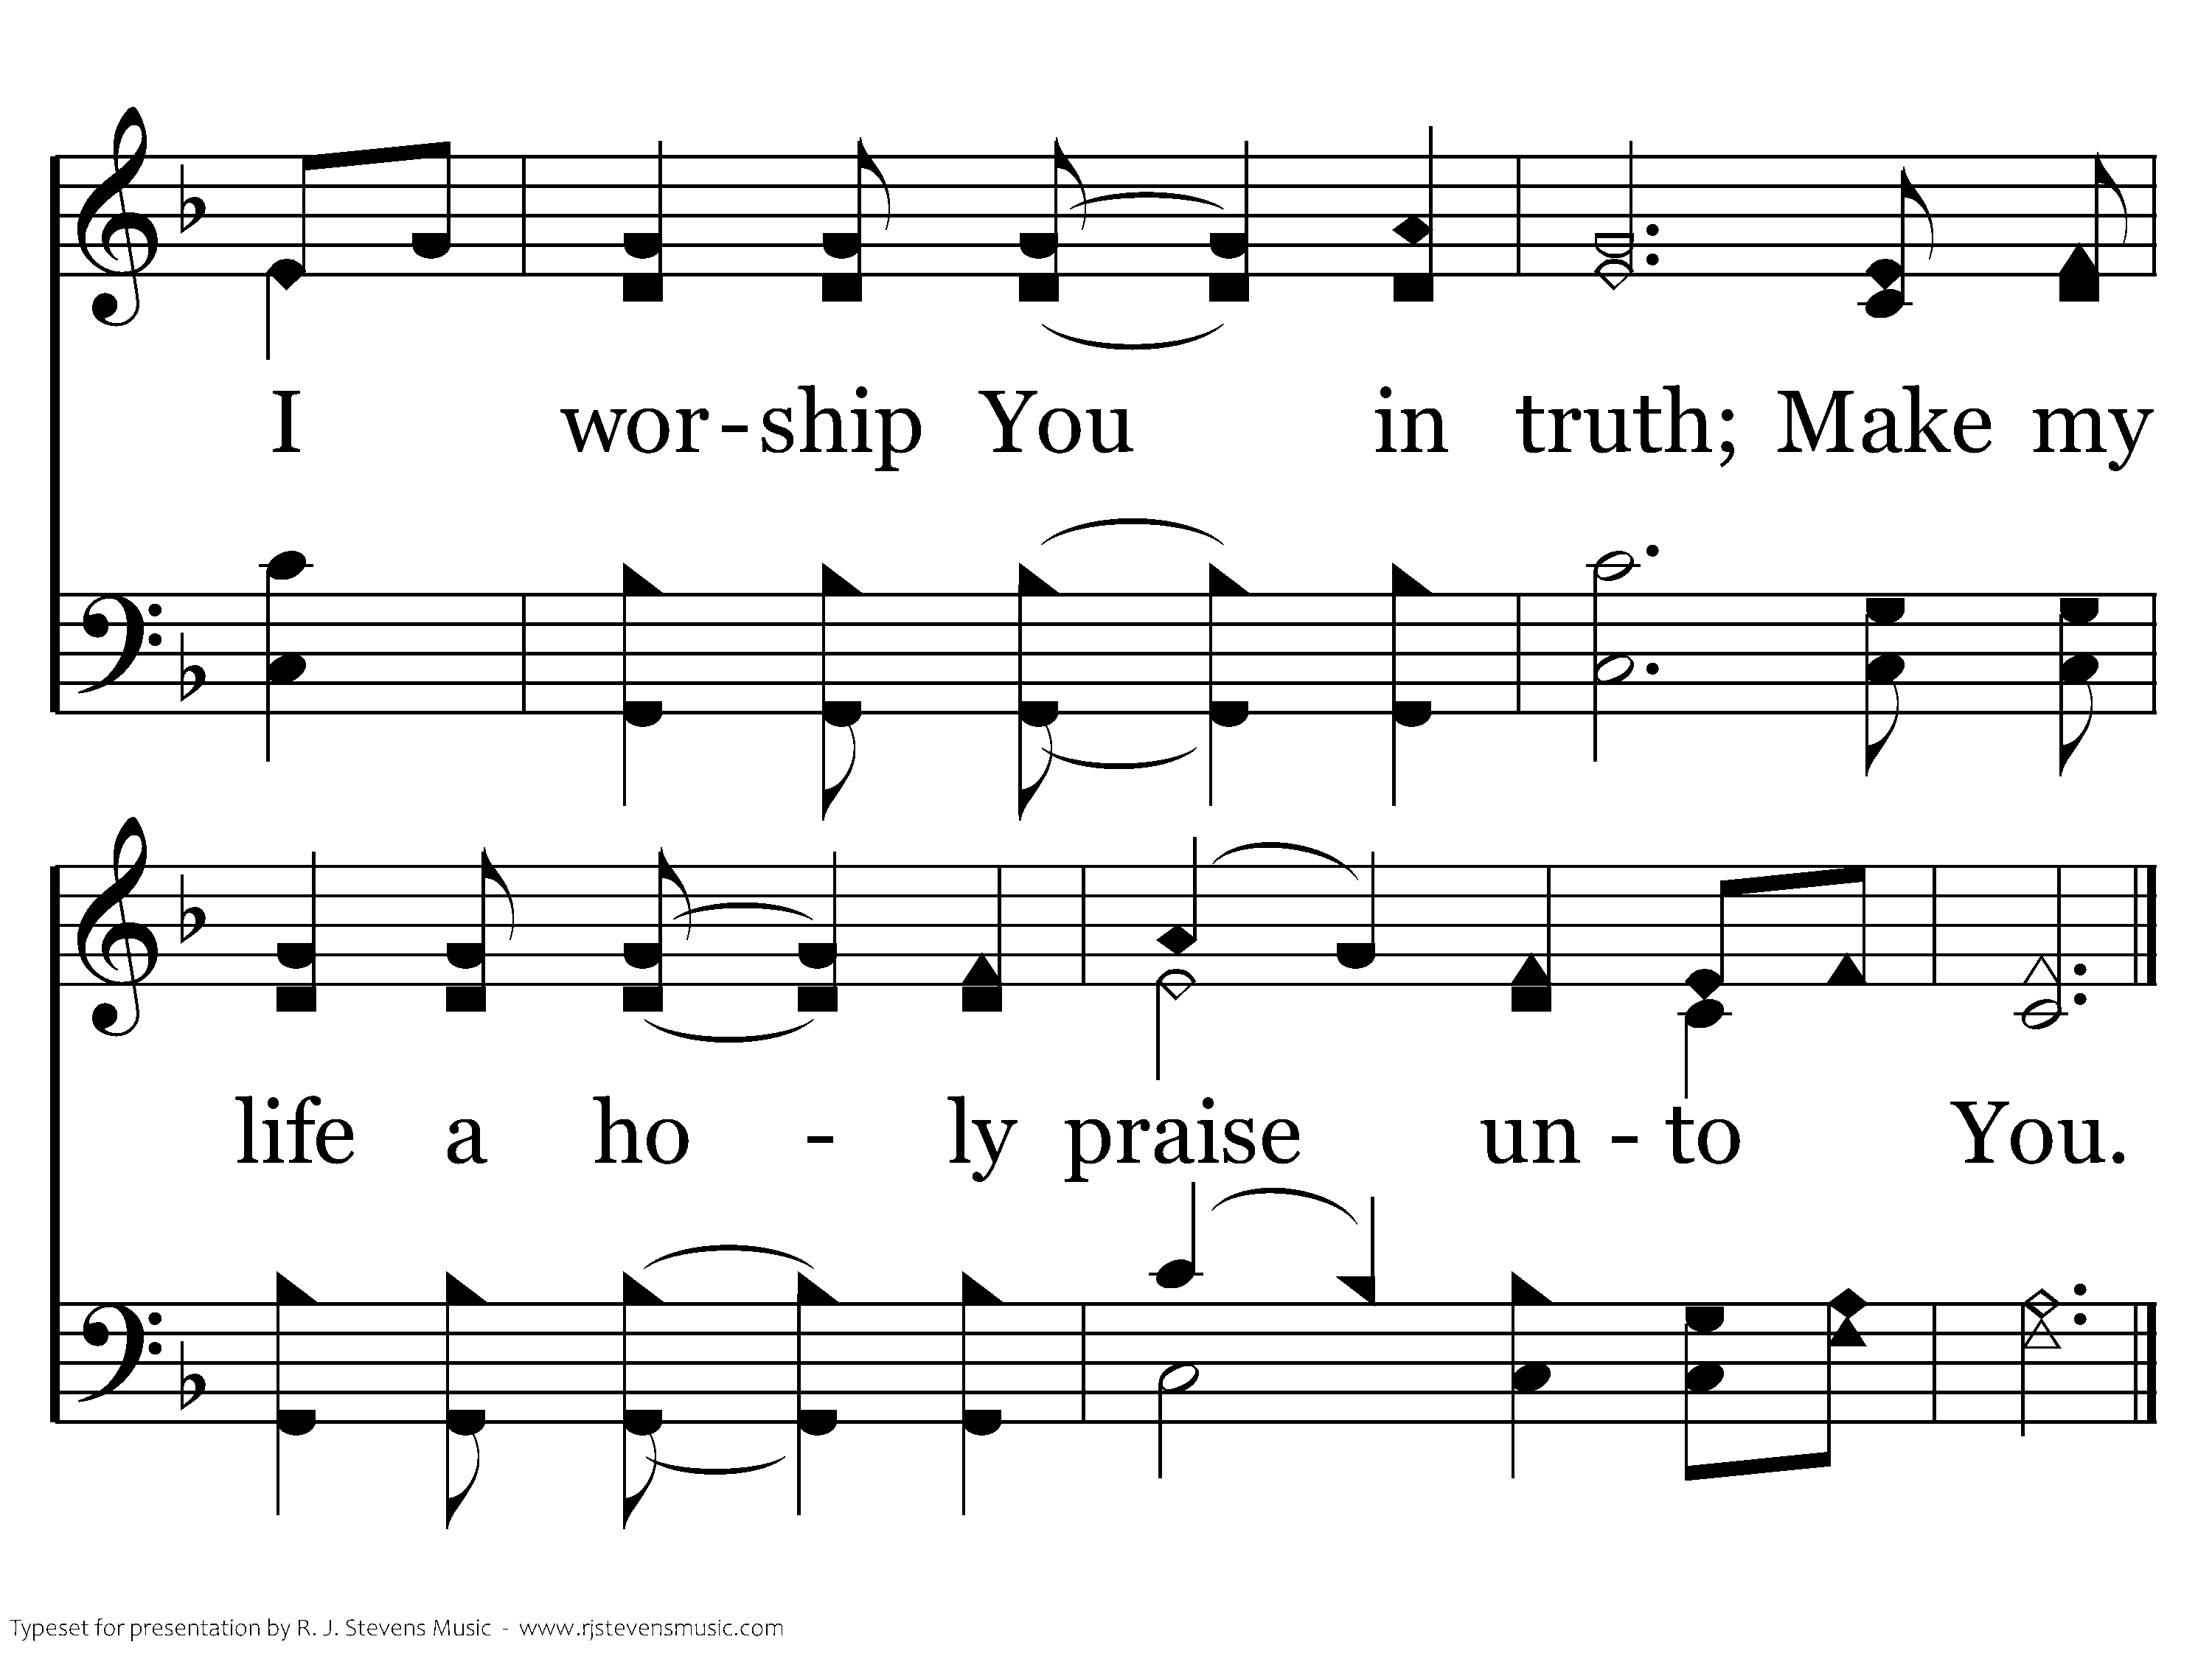 I wor-ship You in truth; Make my
life a ho - ly praise un - to You.
Typeset for presentation by R. J. Stevens Music - www.rjstevensmusic.com